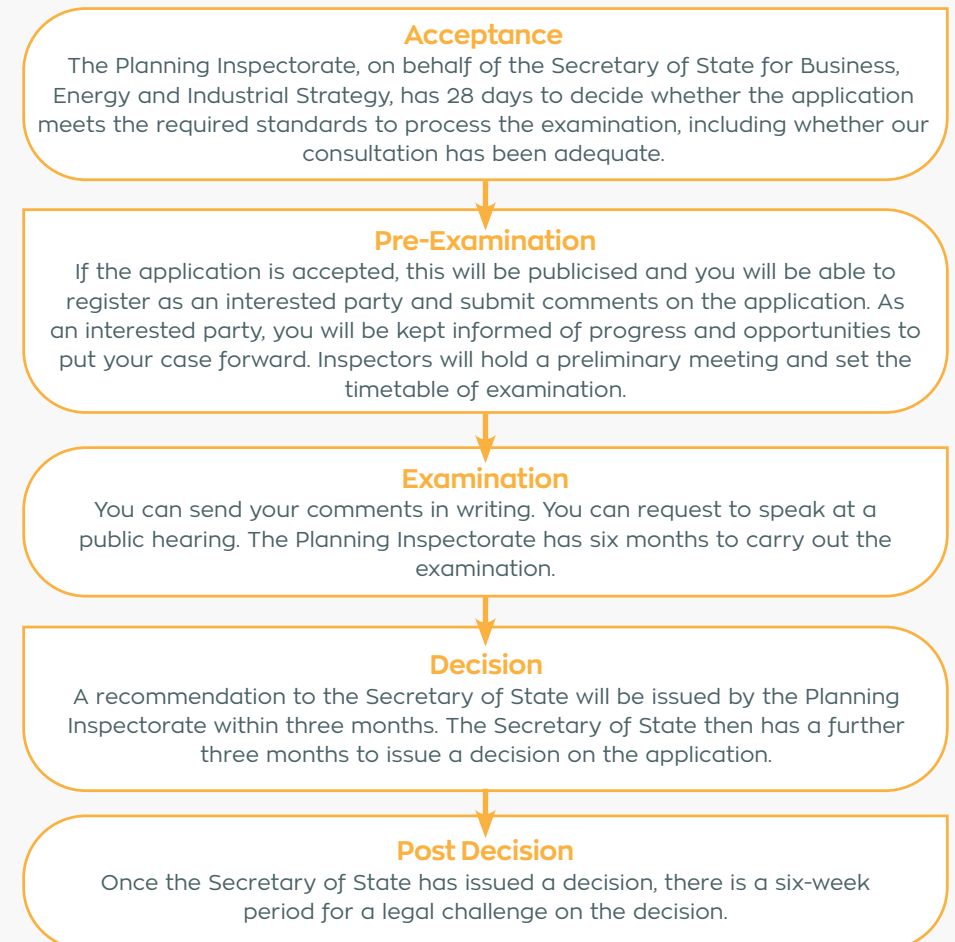 Acceptance
The Planning Inspectorate, on behalf of the Secretary of State for Business,
Energy and Industrial Strategy, has 28 days to decide whether the application
meets the required standards to process the examination, including whether our
consultation has been adequate.
Pre-Examination
If the application is accepted, this will be publicised and you will be able to
register as an interested party and submit comments on the application. As
an interested party, you will be kept informed of progress and opportunities to
put your case forward. Inspectors will hold a preliminary meeting and set the
timetable of examination.
Examination
You can send your comments in writing. You can request to speak at a
public hearing. The Planning Inspectorate has six months to carry out the
examination.
Decision
A recommendation to the Secretary of State will be issued by the Planning
Inspectorate within three months. The Secretary of State then has a further
three months to issue a decision on the application.
Post Decision
Once the Secretary of State has issued a decision, there is a six-week
period for a legal challenge on the decision.